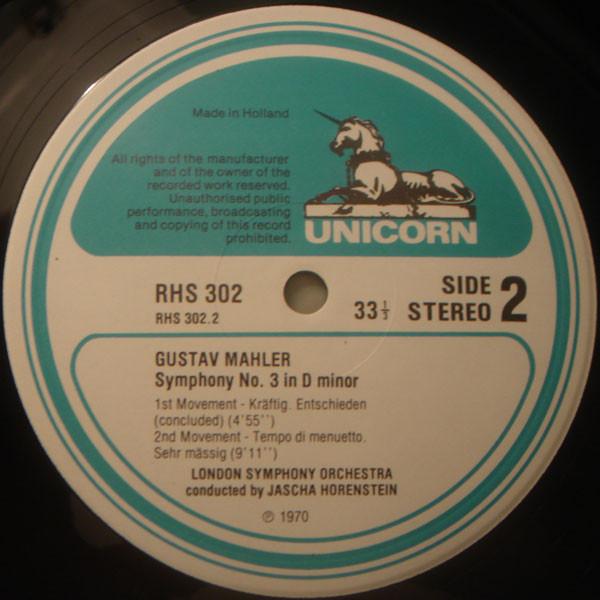 Made in Holland
All rights of the manufacturer
and of the owner of the
recorded work reserved.
Unauthorised public
performance, broadcasting
and copying of this record
prohibited.
UNICORN
RHS 302
RHS 302.2
33⅓
SIDE 2
STEREO
GUSTAV MAHLER
Symphony No. 3 in D minor
1st Movement - Kräftig. Entschieden
(concluded) (4'55'')
2nd Movement - Tempo di menuetto.
Sehr mässig (9'11'')
LONDON SYMPHONY ORCHESTRA
conducted by JASCHA HORENSTEIN
℗ 1970